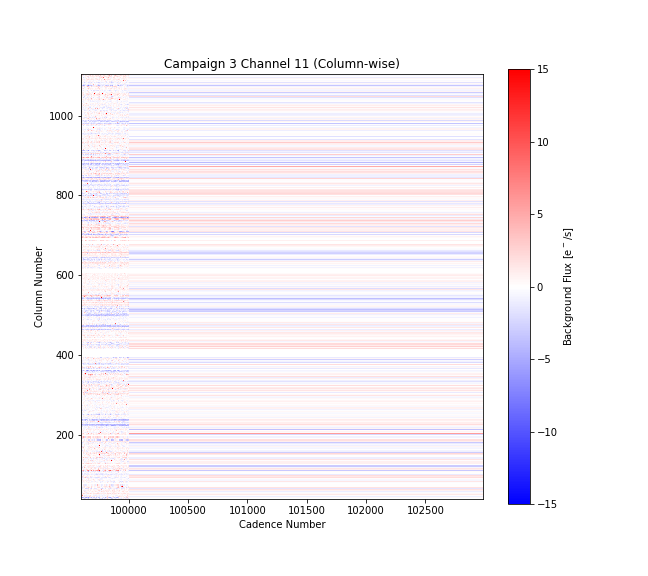 Campaign 3 Channel 11 (Column-wise)
1000
800
600
400
200
Column Number
100000 100500 101000 101500 102000 102500
Cadence Number
15
10
5
0
−5
−10
−15
Background Flux [e⁻/s]